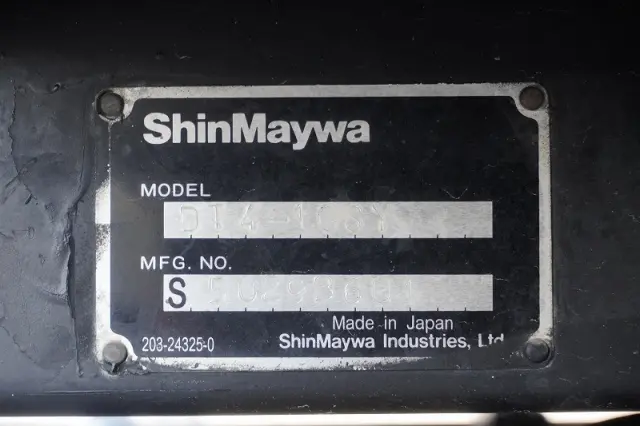 ShinMaywa
MODEL
MFG. NO.
S
Made in Japan
203-24325-0
ShinMaywa Industries, Ltd